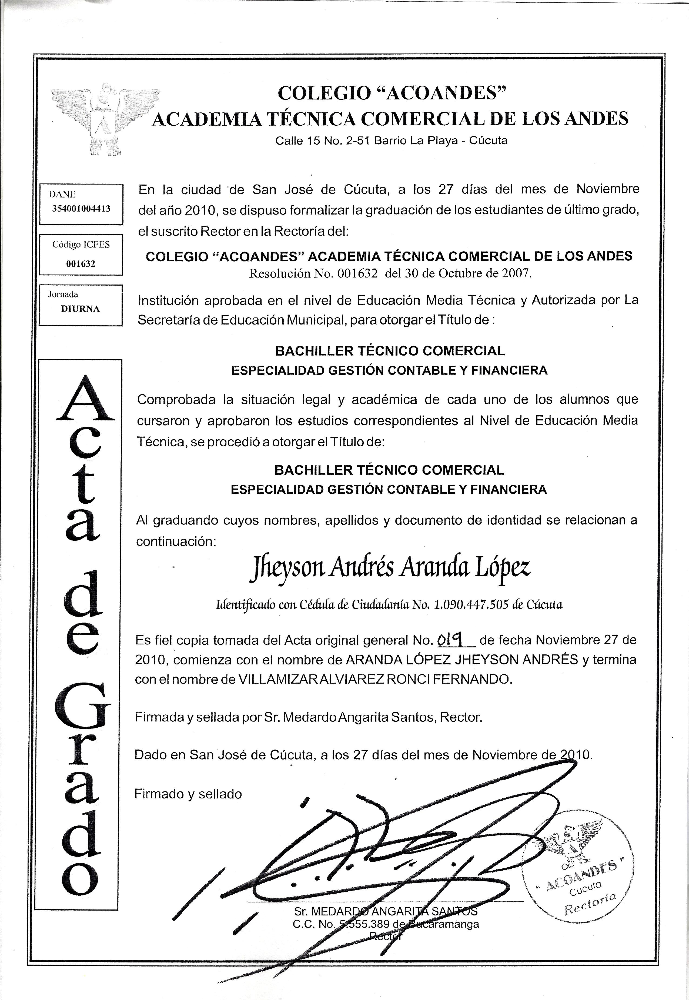 COLEGIO “ACOANDES”
ACADEMIA TÉCNICA COMERCIAL DE LOS ANDES
Calle 15 No. 2-51 Barrio La Playa - Cúcuta
DANE
354001004413
Código ICFES
001632
Jornada
DIURNA
Acta de Grado
En la ciudad de San José de Cúcuta, a los 27 días del mes de Noviembre
del año 2010, se dispuso formalizar la graduación de los estudiantes de último grado,
el suscrito Rector en la Rectoría del:
COLEGIO “ACOANDES” ACADEMIA TÉCNICA COMERCIAL DE LOS ANDES
Resolución No. 001632 del 30 de Octubre de 2007.
Institución aprobada en el nivel de Educación Media Técnica y Autorizada por La
Secretaría de Educación Municipal, para otorgar el Título de :
BACHILLER TÉCNICO COMERCIAL
ESPECIALIDAD GESTIÓN CONTABLE Y FINANCIERA
Comprobada la situación legal y académica de cada uno de los alumnos que
cursaron y aprobaron los estudios correspondientes al Nivel de Educación Media
Técnica, se procedió a otorgar el Título de:
BACHILLER TÉCNICO COMERCIAL
ESPECIALIDAD GESTIÓN CONTABLE Y FINANCIERA
Al graduando cuyos nombres, apellidos y documento de identidad se relacionan a
continuación:
Jheyson Andrés Aranda López
Identificado con Cédula de Ciudadanía No. 1.090.447.505 de Cúcuta
Es fiel copia tomada del Acta original general No. 019 de fecha Noviembre 27 de
2010, comienza con el nombre de ARANDA LÓPEZ JHEYSON ANDRÉS y termina
con el nombre de VILLAMIZAR ALVIAREZ RONCI FERNANDO.
Firmada y sellada por Sr. Medardo Angarita Santos, Rector.
Dado en San José de Cúcuta, a los 27 días del mes de Noviembre de 2010.
Firmado y sellado
“ ACOANDES ”
Cucuta
Rectoría
Sr. MEDARDO ANGARITA SANTOS
C.C. No. 5.555.389 de Bucaramanga
Rector